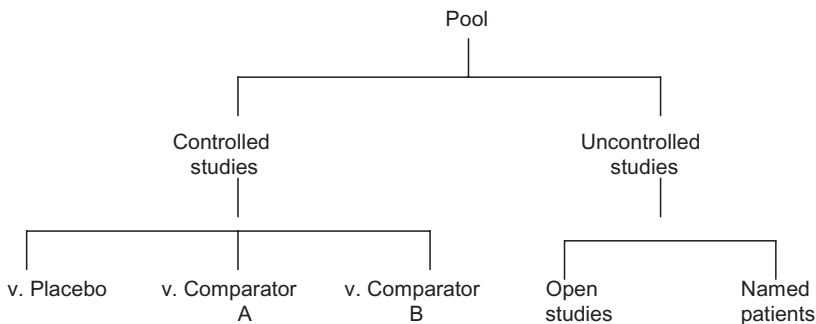 Pool
Controlled
studies
Uncontrolled
studies
v. Placebo
v. Comparator
A
v. Comparator
B
Open
studies
Named
patients